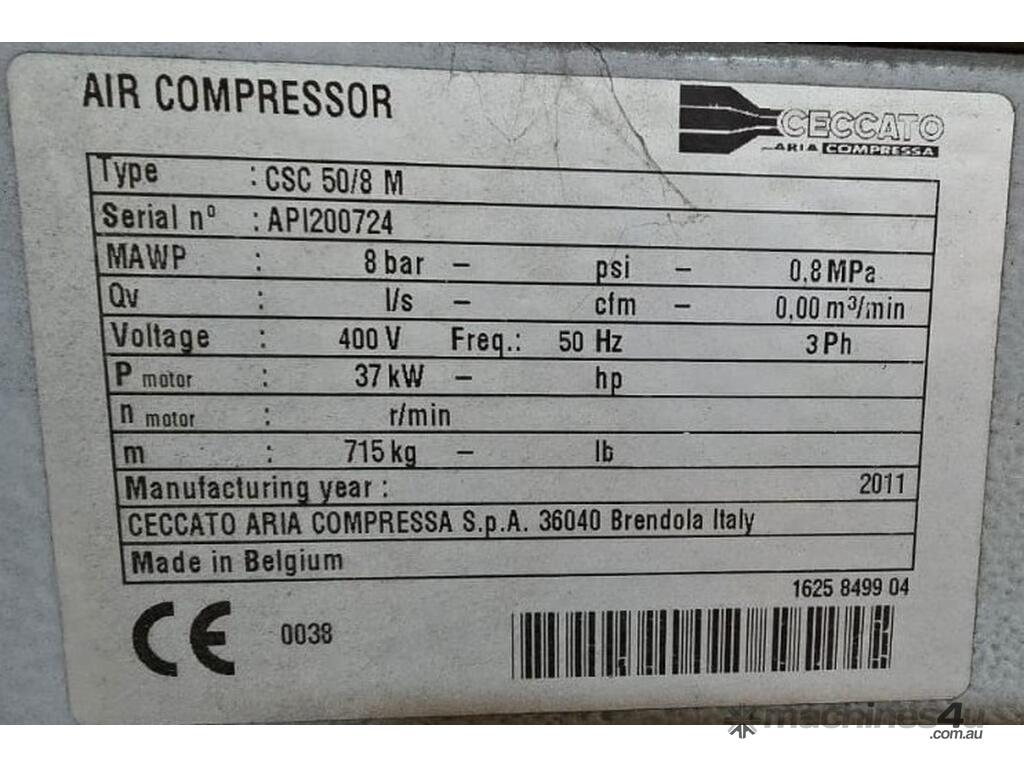 AIR COMPRESSOR
CECCATO
ARIA COMPRESSA
Type : CSC 50/8 M
Serial nº : API200724
MAWP : 8 bar – psi – 0,8 MPa
Qv : l/s – cfm – 0,00 m³/min
Voltage : 400 V Freq.: 50 Hz 3 Ph
P motor : 37 kW – hp
n motor : r/min
m : 715 kg – lb
Manufacturing year : 2011
CECCATO ARIA COMPRESSA S.p.A. 36040 Brendola Italy
Made in Belgium
1625 8499 04
CE 0038
machines4u
.com.au